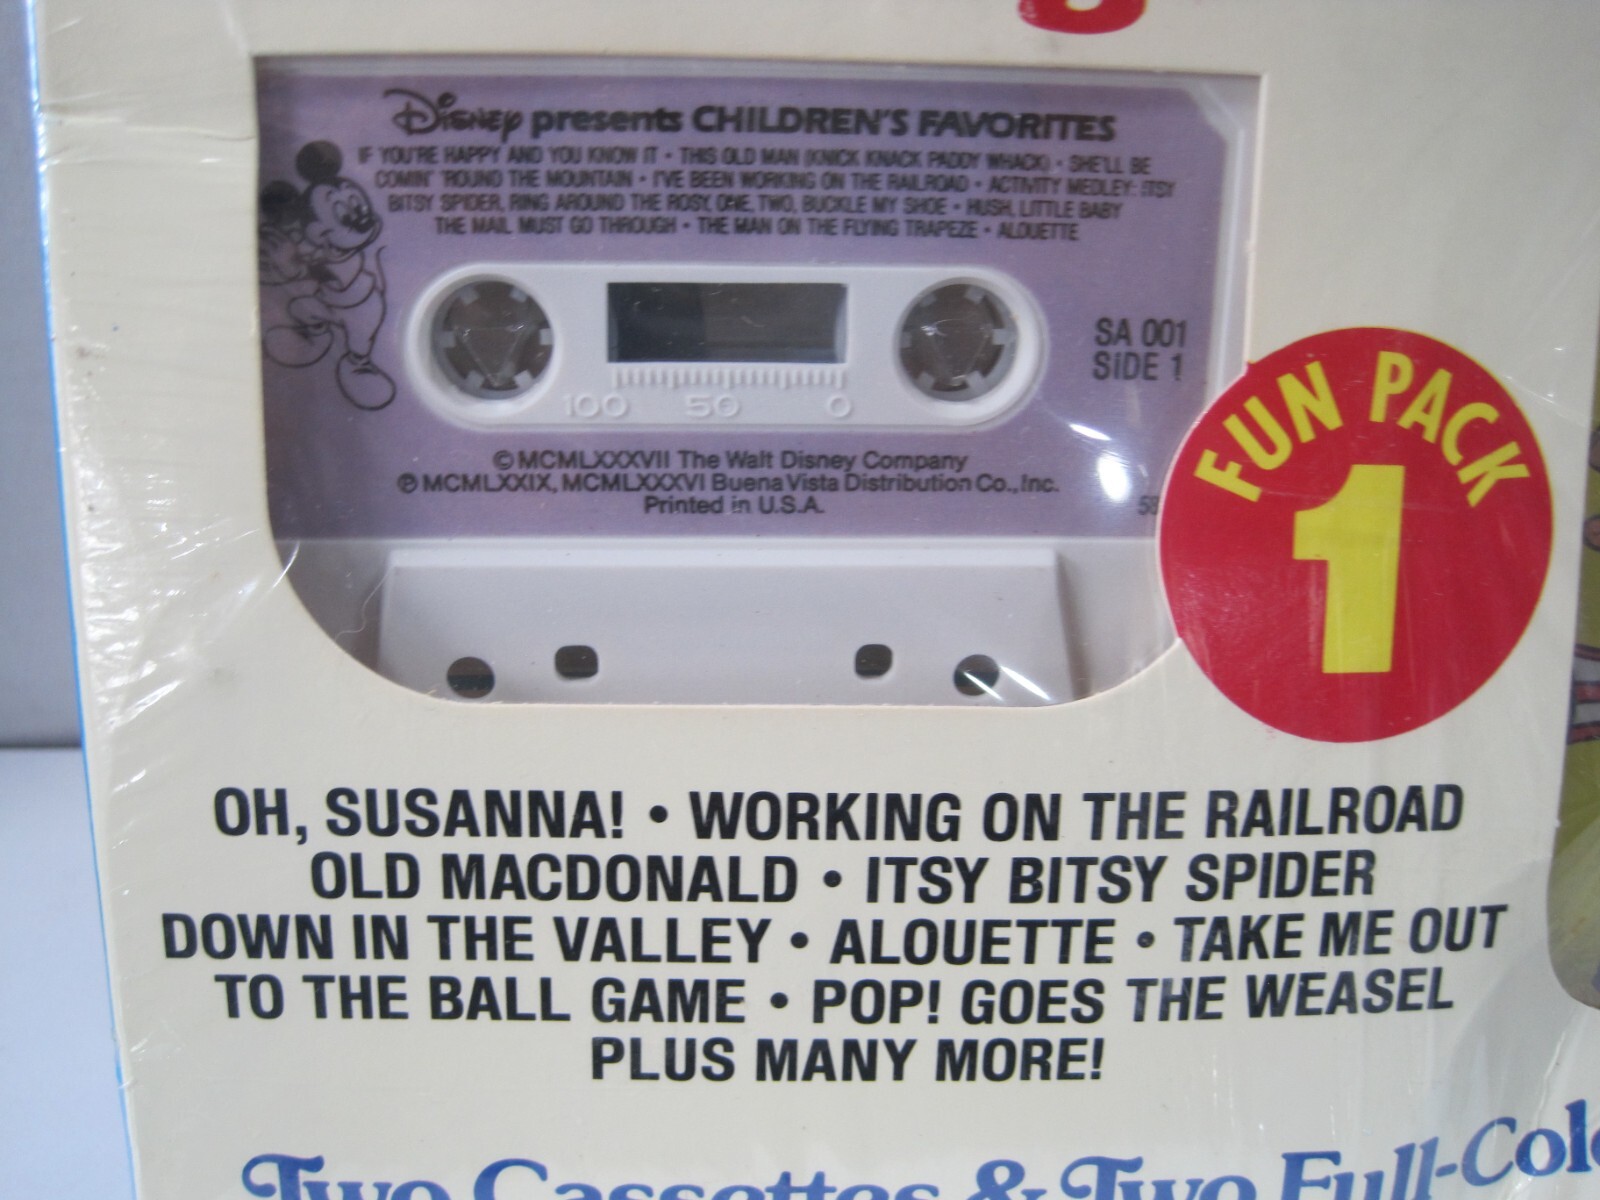 Disney presents CHILDREN'S FAVORITES
IF YOU'RE HAPPY AND YOU KNOW IT • THIS OLD MAN (KNICK KNACK PADDY WHACK) • SHE'LL BE
COMIN' 'ROUND THE MOUNTAIN • I'VE BEEN WORKING ON THE RAILROAD • ACTIVITY MEDLEY: ITSY
BITSY SPIDER, RING AROUND THE ROSY, ONE, TWO, BUCKLE MY SHOE • HUSH, LITTLE BABY
THE MAIL MUST GO THROUGH • THE MAN ON THE FLYING TRAPEZE • ALOUETTE
SA 001
SIDE 1
100 50 0
© MCMLXXXVII The Walt Disney Company
℗ MCMLXXIX, MCMLXXXVI Buena Vista Distribution Co., Inc.
Printed in U.S.A.
FUN PACK
1
OH, SUSANNA! • WORKING ON THE RAILROAD
OLD MACDONALD • ITSY BITSY SPIDER
DOWN IN THE VALLEY • ALOUETTE • TAKE ME OUT
TO THE BALL GAME • POP! GOES THE WEASEL
PLUS MANY MORE!
Two Cassettes & Two Full-Colo